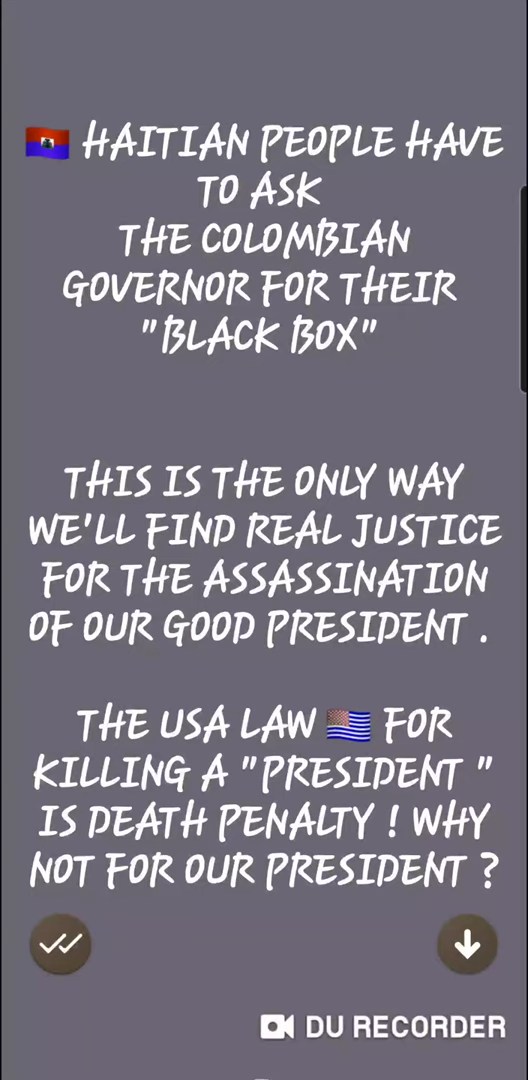 🇭🇹 HAITIAN PEOPLE HAVE
TO ASK
THE COLOMBIAN
GOVERNOR FOR THEIR
"BLACK BOX"
THIS IS THE ONLY WAY
WE'LL FIND REAL JUSTICE
FOR THE ASSASSINATION
OF OUR GOOD PRESIDENT .
THE USA LAW 🇺🇸 FOR
KILLING A "PRESIDENT "
IS DEATH PENALTY ! WHY
NOT FOR OUR PRESIDENT ?
DU RECORDER